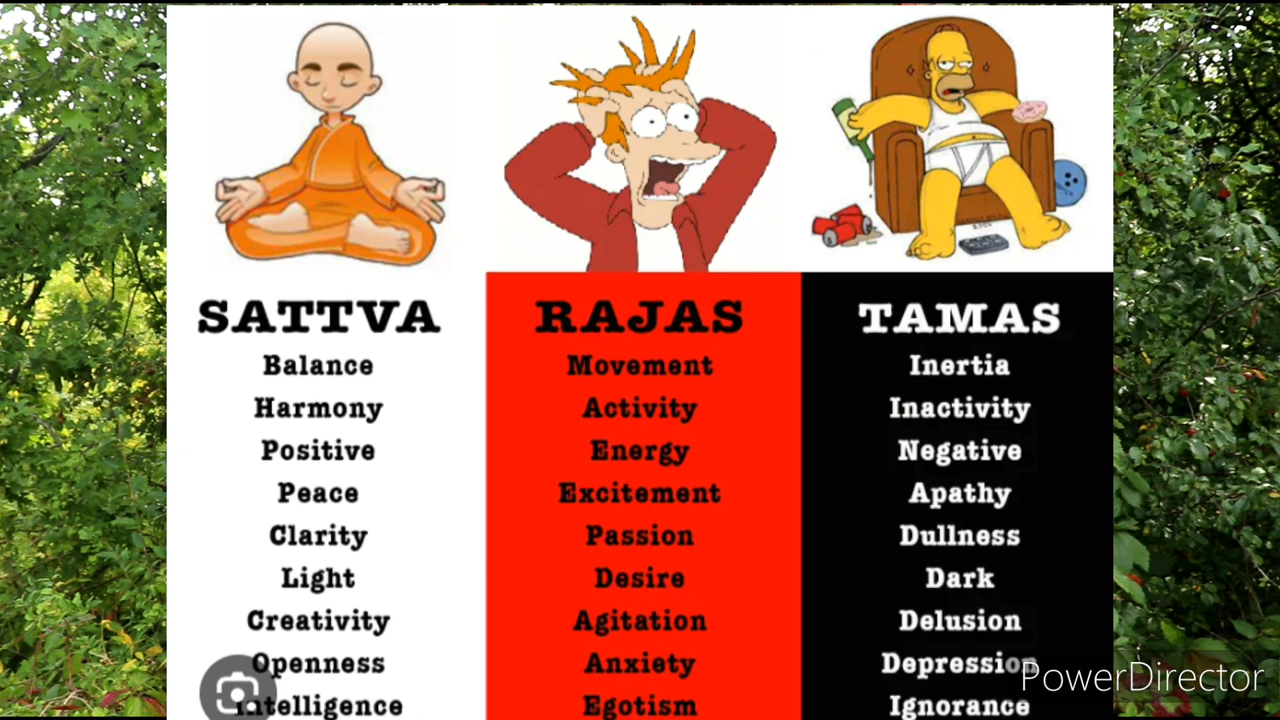 SATTVA
Balance
Harmony
Positive
Peace
Clarity
Light
Creativity
Openness
Intelligence
RAJAS
Movement
Activity
Energy
Excitement
Passion
Desire
Agitation
Anxiety
Egotism
TAMAS
Inertia
Inactivity
Negative
Apathy
Dullness
Dark
Delusion
Depression
Ignorance
PowerDirector